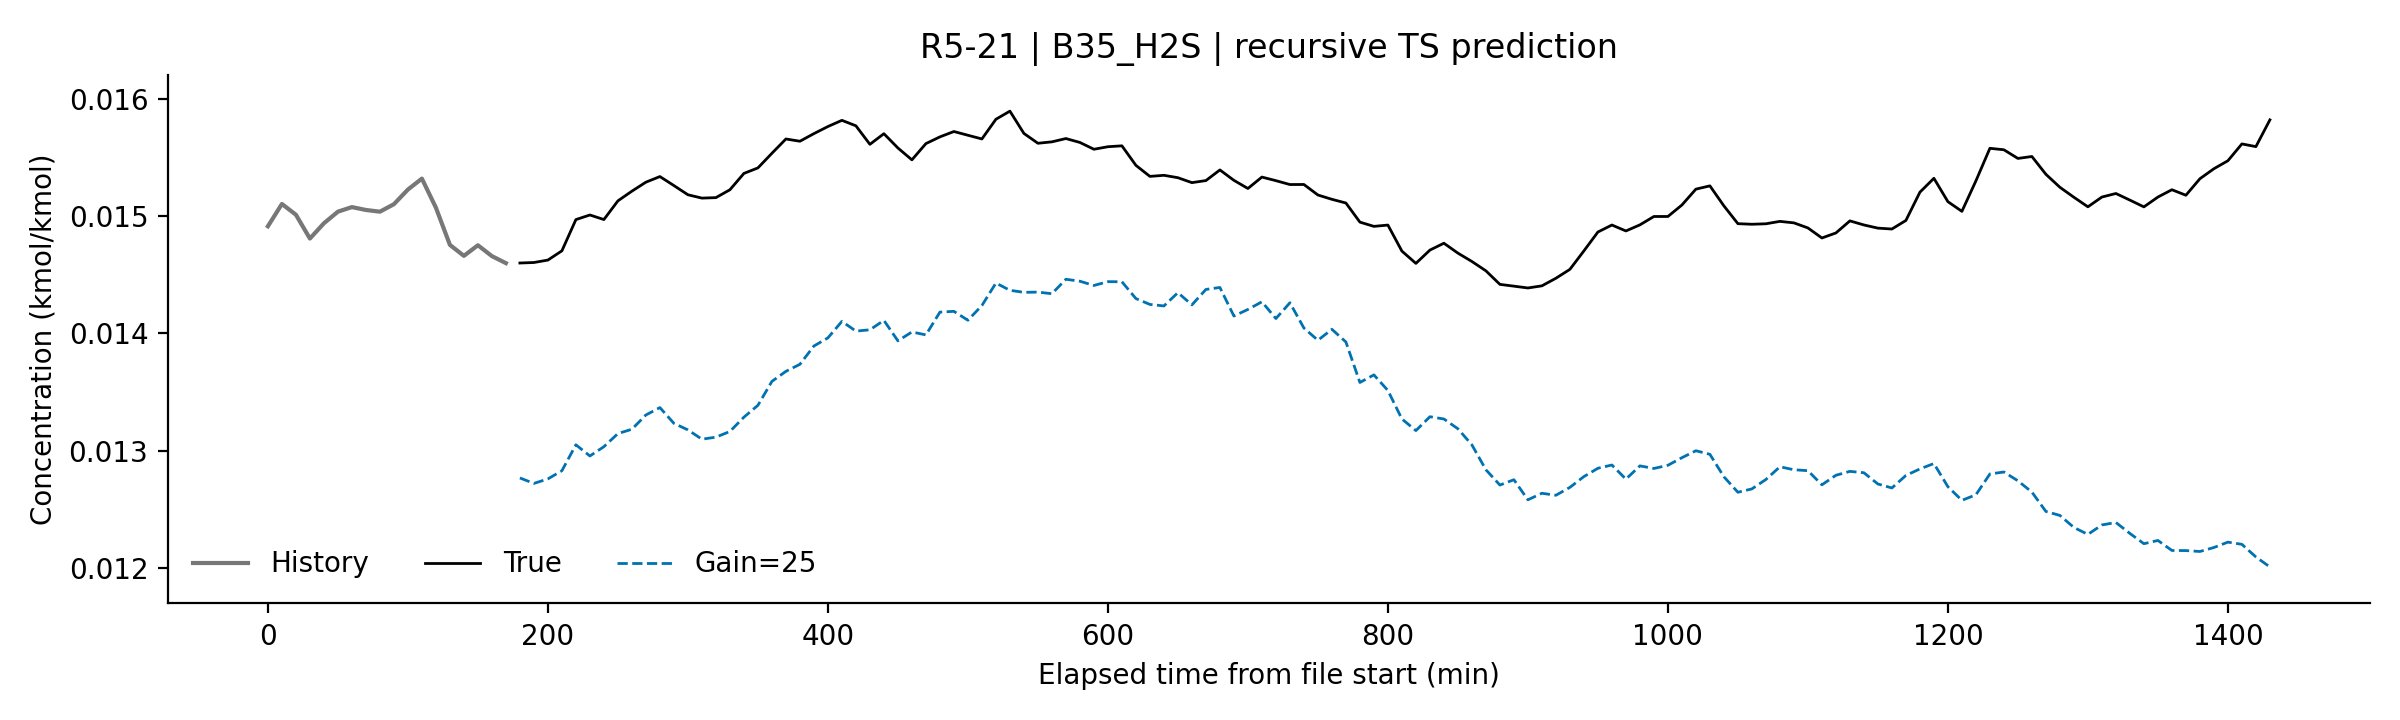 R5-21 | B35_H2S | recursive TS prediction
Concentration (kmol/kmol)
0.016
0.015
0.014
0.013
0.012
History
True
Gain=25
0
200
400
600
800
1000
1200
1400
Elapsed time from file start (min)